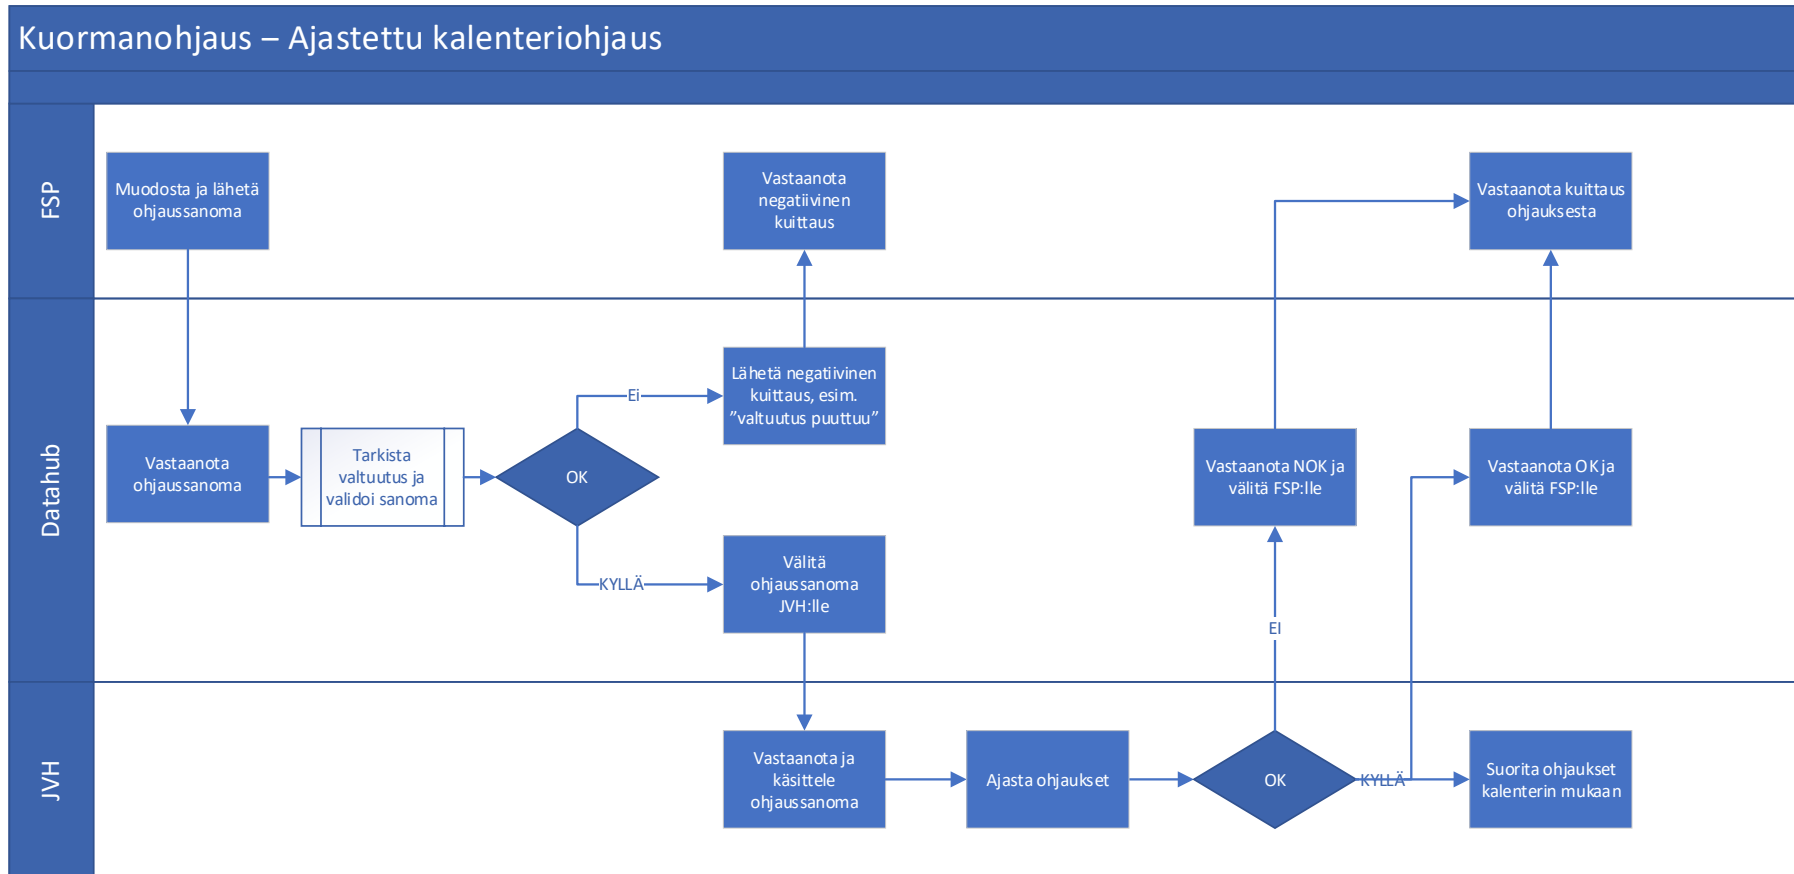 Kuormanohjaus – Ajastettu kalenteriohjaus
FSP
Muodosta ja lähetä
ohjaussanoma
Vastaanota
negatiivinen
kuittaus
Vastaanota kuittaus
ohjauksesta
Datahub
Vastaanota
ohjaussanoma
Tarkista
valtuutus ja
validoi sanoma
OK
Ei
Lähetä negatiivinen
kuittaus, esim.
”valtuutus puuttuu”
KYLLÄ
Välitä
ohjaussanoma
JVH:lle
Vastaanota NOK ja
välitä FSP:lle
Vastaanota OK ja
välitä FSP:lle
EI
JVH
Vastaanota ja
käsittele
ohjaussanoma
Ajasta ohjaukset
OK
KYLLÄ
Suorita ohjaukset
kalenterin mukaan